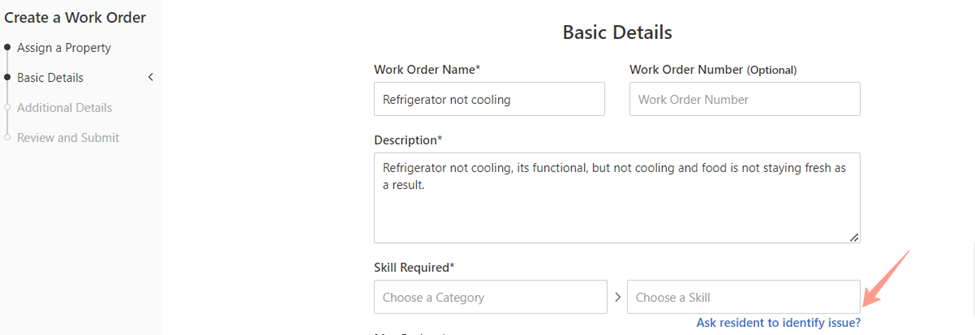 Create a Work Order
Assign a Property
Basic Details
Additional Details
Review and Submit
Basic Details
Work Order Name*
Work Order Number (Optional)
Refrigerator not cooling
Work Order Number
Description*
Refrigerator not cooling, its functional, but not cooling and food is not staying fresh as
a result.
Skill Required*
Choose a Category
Choose a Skill
Ask resident to identify issue?